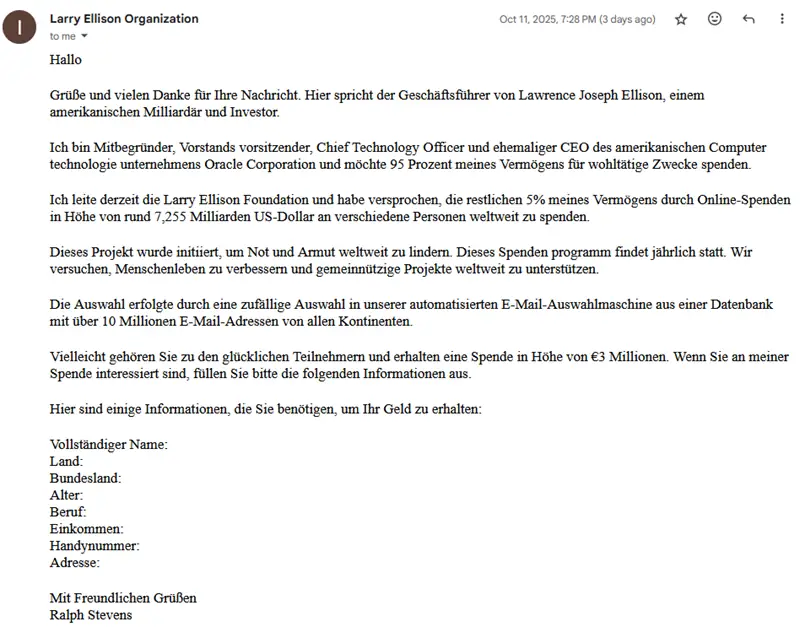 I
Larry Ellison Organization
Oct 11, 2025, 7:28 PM (3 days ago)
to me
Hallo
Grüße und vielen Danke für Ihre Nachricht. Hier spricht der Geschäftsführer von Lawrence Joseph Ellison, einem
amerikanischen Milliardär und Investor.
Ich bin Mitbegründer, Vorstands vorsitzender, Chief Technology Officer und ehemaliger CEO des amerikanischen Computer
technologie unternehmens Oracle Corporation und möchte 95 Prozent meines Vermögens für wohltätige Zwecke spenden.
Ich leite derzeit die Larry Ellison Foundation und habe versprochen, die restlichen 5% meines Vermögens durch Online-Spenden
in Höhe von rund 7,255 Milliarden US-Dollar an verschiedene Personen weltweit zu spenden.
Dieses Projekt wurde initiiert, um Not und Armut weltweit zu lindern. Dieses Spenden programm findet jährlich statt. Wir
versuchen, Menschenleben zu verbessern und gemeinnützige Projekte weltweit zu unterstützen.
Die Auswahl erfolgte durch eine zufällige Auswahl in unserer automatisierten E-Mail-Auswahlmaschine aus einer Datenbank
mit über 10 Millionen E-Mail-Adressen von allen Kontinenten.
Vielleicht gehören Sie zu den glücklichen Teilnehmern und erhalten eine Spende in Höhe von €3 Millionen. Wenn Sie an meiner
Spende interessiert sind, füllen Sie bitte die folgenden Informationen aus.
Hier sind einige Informationen, die Sie benötigen, um Ihr Geld zu erhalten:
Vollständiger Name:
Land:
Bundesland:
Alter:
Beruf:
Einkommen:
Handynummer:
Adresse:
Mit Freundlichen Grüßen
Ralph Stevens